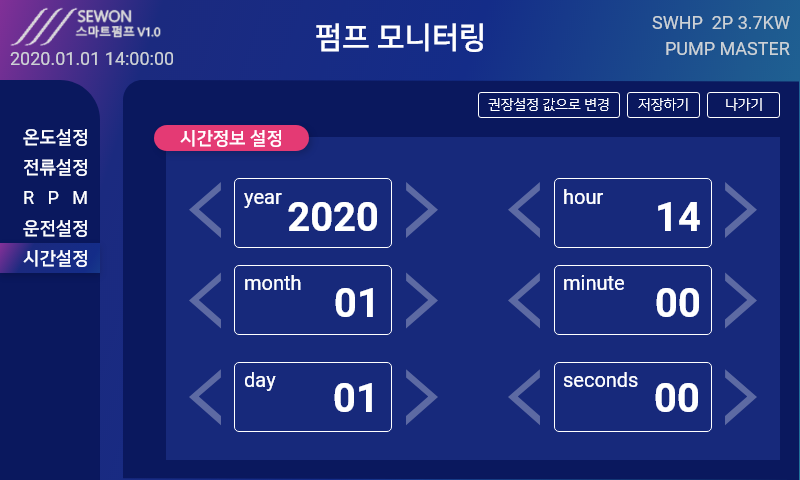 SEWON
스마트펌프 V1.0
2020.01.01 14:00:00
펌프 모니터링
SWHP 2P 3.7KW
PUMP MASTER
권장설정 값으로 변경
저장하기
나가기
온도설정
전류설정
R P M
운전설정
시간설정
시간정보 설정
year
2020
hour
14
month
01
minute
00
day
01
seconds
00